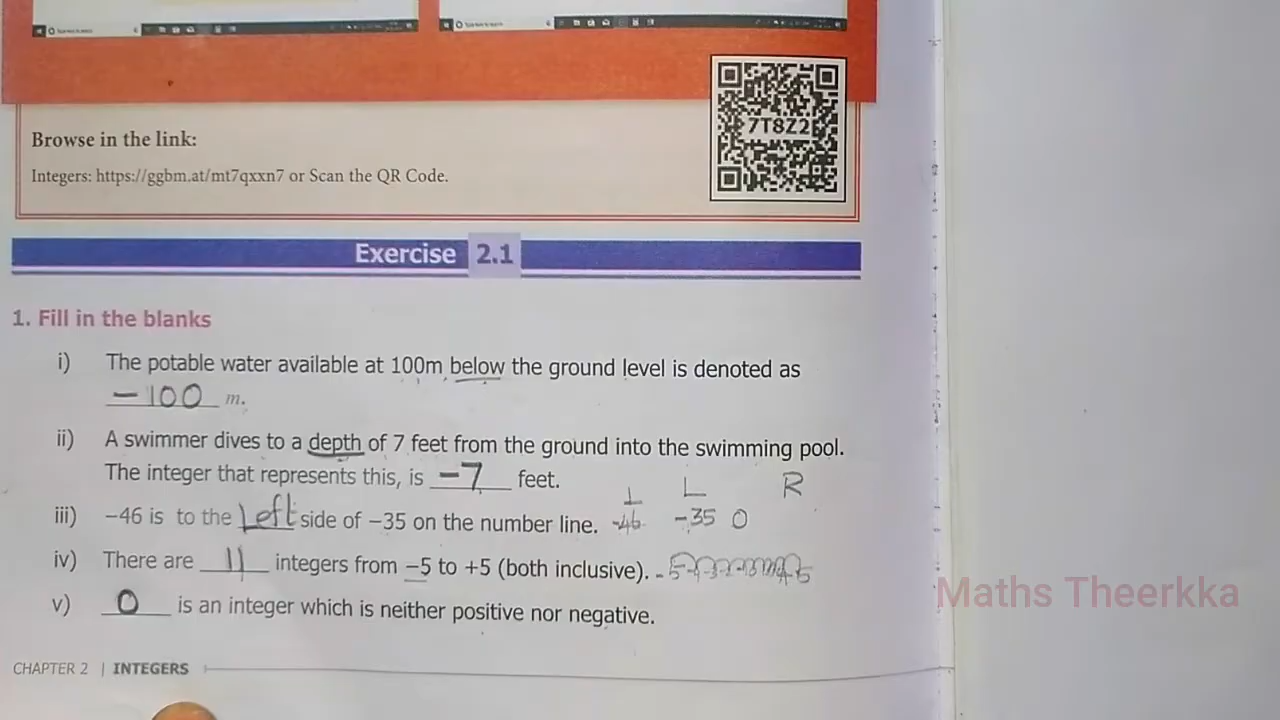 7T8Z2
Browse in the link:
Integers: https://ggbm.at/mt7qxxn7 or Scan the QR Code.
Exercise 2.1
1. Fill in the blanks
i) The potable water available at 100m below the ground level is denoted as
-100 m.
ii) A swimmer dives to a depth of 7 feet from the ground into the swimming pool.
The integer that represents this, is -7 feet.
L L R
iii) −46 is to the Left side of −35 on the number line. -46 -35 0
iv) There are 11 integers from −5 to +5 (both inclusive).
v) 0 is an integer which is neither positive nor negative.
Maths Theerkka
CHAPTER 2 | INTEGERS